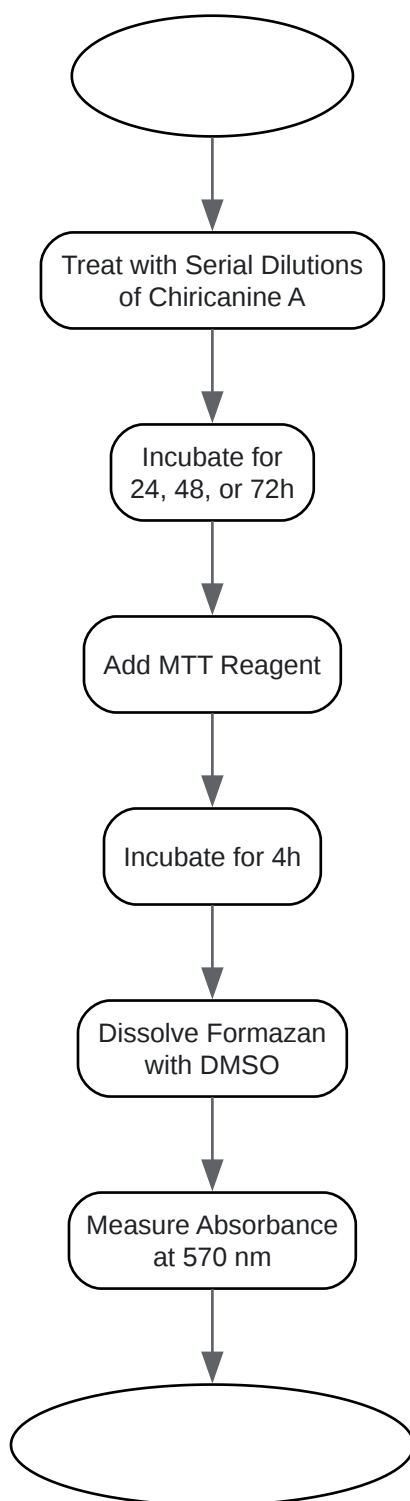 Treat with Serial Dilutions
of Chiricanine A
Incubate for
24, 48, or 72h
Add MTT Reagent
Incubate for 4h
Dissolve Formazan
with DMSO
Measure Absorbance
at 570 nm